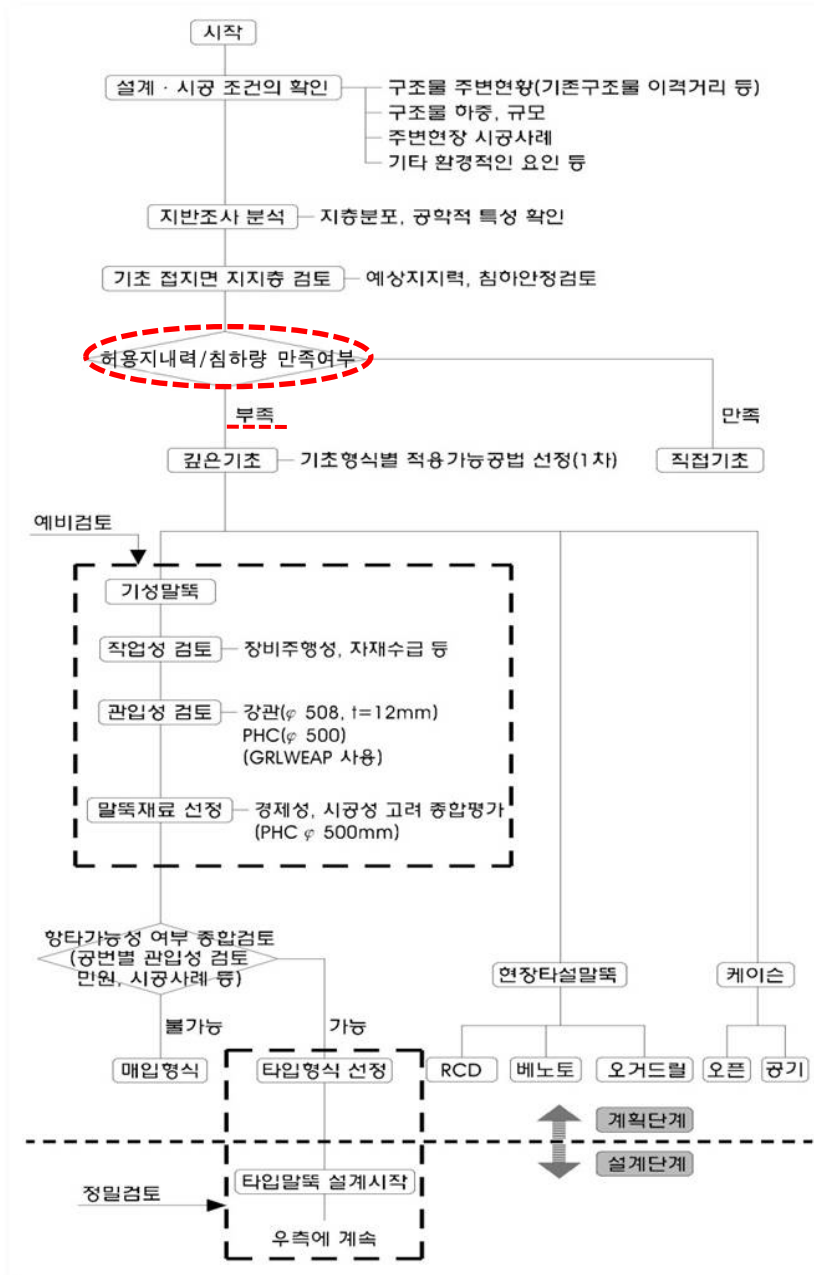 시작
설계 · 시공 조건의 확인
구조물 주변현황(기존구조물 이격거리 등)
구조물 하중, 규모
주변현장 시공사례
기타 환경적인 요인 등
지반조사 분석
지층분포, 공학적 특성 확인
기초 접지면 지지층 검토
예상지지력, 침하안정검토
허용지내력/침하량 만족여부
부족
만족
깊은기초
기초형식별 적용가능공법 선정(1차)
직접기초
예비검토
기성말뚝
작업성 검토
장비주행성, 자재수급 등
관입성 검토
강관(φ 508, t=12mm)
PHC(φ 500)
(GRLWEAP 사용)
말뚝재료 선정
경제성, 시공성 고려 종합평가
(PHC φ 500mm)
항타가능성 여부 종합검토
(공번별 관입성 검토
민원, 시공사례 등)
현장타설말뚝
케이슨
불가능
가능
매입형식
타입형식 선정
RCD
베노토
오거드릴
오픈
공기
계획단계
설계단계
타입말뚝 설계시작
정밀검토
우측에 계속